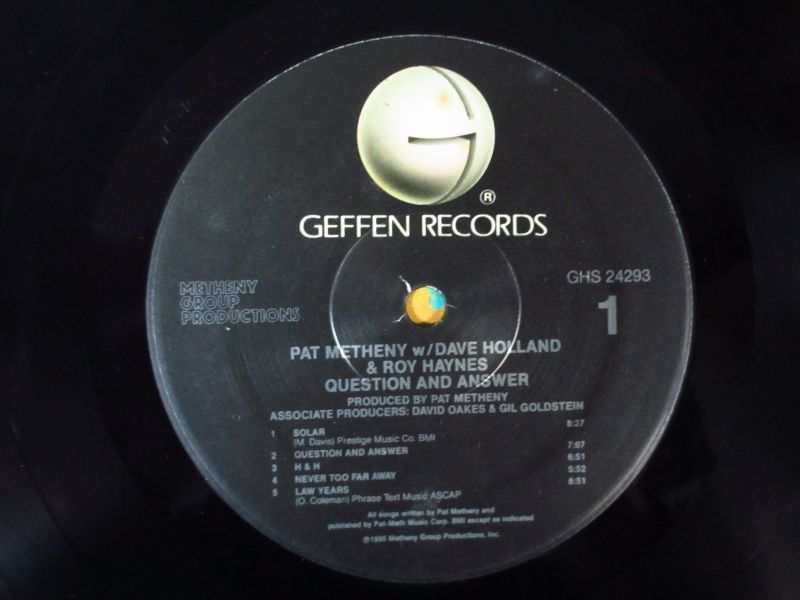 ®
GEFFEN RECORDS
METHENY
GROUP
PRODUCTIONS
GHS 24293
1
PAT METHENY w/DAVE HOLLAND
& ROY HAYNES
QUESTION AND ANSWER
PRODUCED BY PAT METHENY
ASSOCIATE PRODUCERS: DAVID OAKES & GIL GOLDSTEIN
1 SOLAR 8:27
(M. Davis) Prestige Music Co. BMI
2 QUESTION AND ANSWER 7:07
3 H & H 6:51
4 NEVER TOO FAR AWAY 5:52
5 LAW YEARS 6:51
(O. Coleman) Phrase Text Music ASCAP
All songs written by Pat Metheny and
published by Pat-Meth Music Corp. BMI except as indicated
℗1990 Metheny Group Productions, Inc.